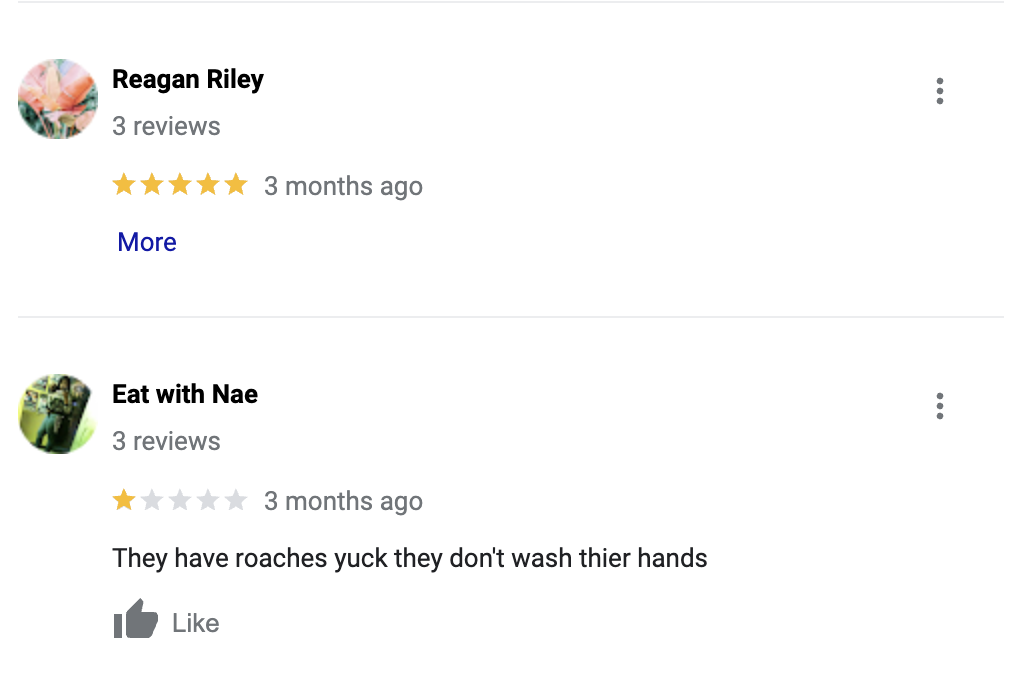 Reagan Riley
3 reviews
3 months ago
More
Eat with Nae
3 reviews
3 months ago
They have roaches yuck they don't wash thier hands
Like